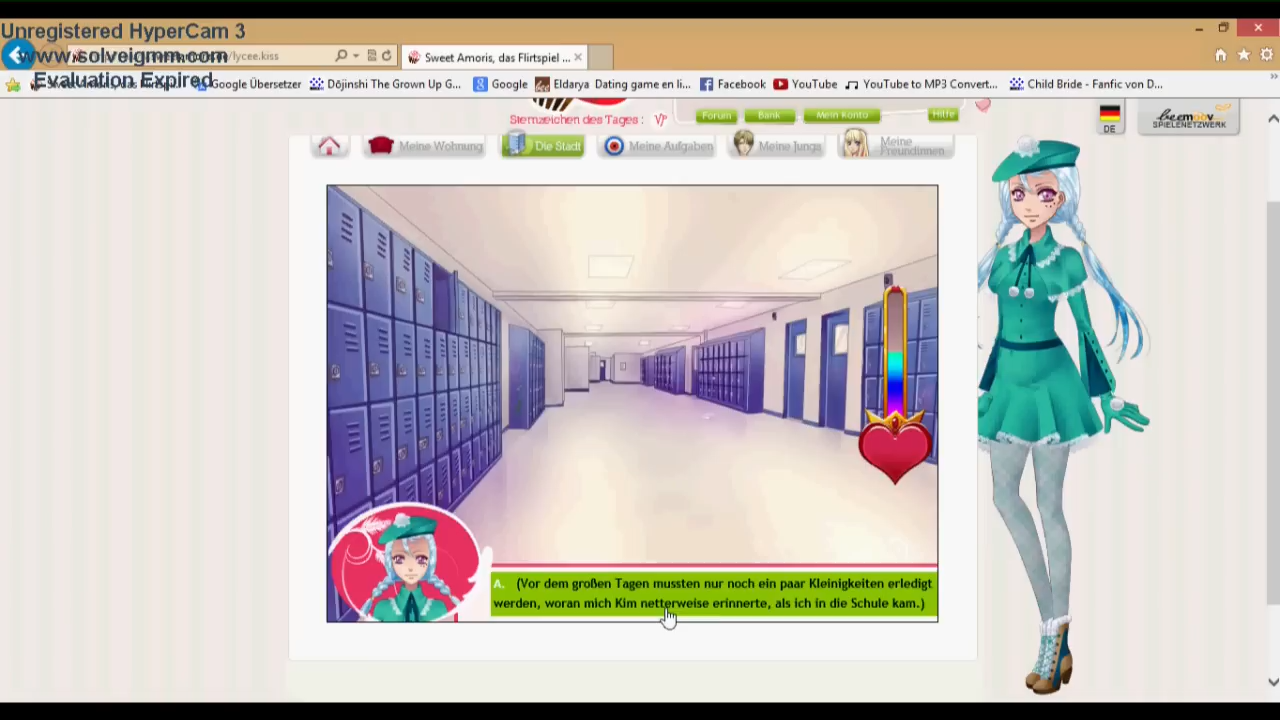 Unregistered HyperCam 3
www.solveigmm.com
Evaluation Expired
/lycee.kiss
Sweet Amoris, das Flirtspiel ...
Google Übersetzer
Dōjinshi The Grown Up G...
Google
Eldarya
Dating game en li...
Facebook
YouTube
YouTube to MP3 Convert...
Child Bride - Fanfic von D...
Sternzeichen des Tages :
Forum
Bank
Mein Konto
Hilfe
DE
beemoov
SPIELENETZWERK
Meine Wohnung
Die Stadt
Meine Aufgaben
Meine Jungs
Meine
Freundinnen
A. (Vor dem großen Tagen mussten nur noch ein paar Kleinigkeiten erledigt
werden, woran mich Kim netterweise erinnerte, als ich in die Schule kam.)